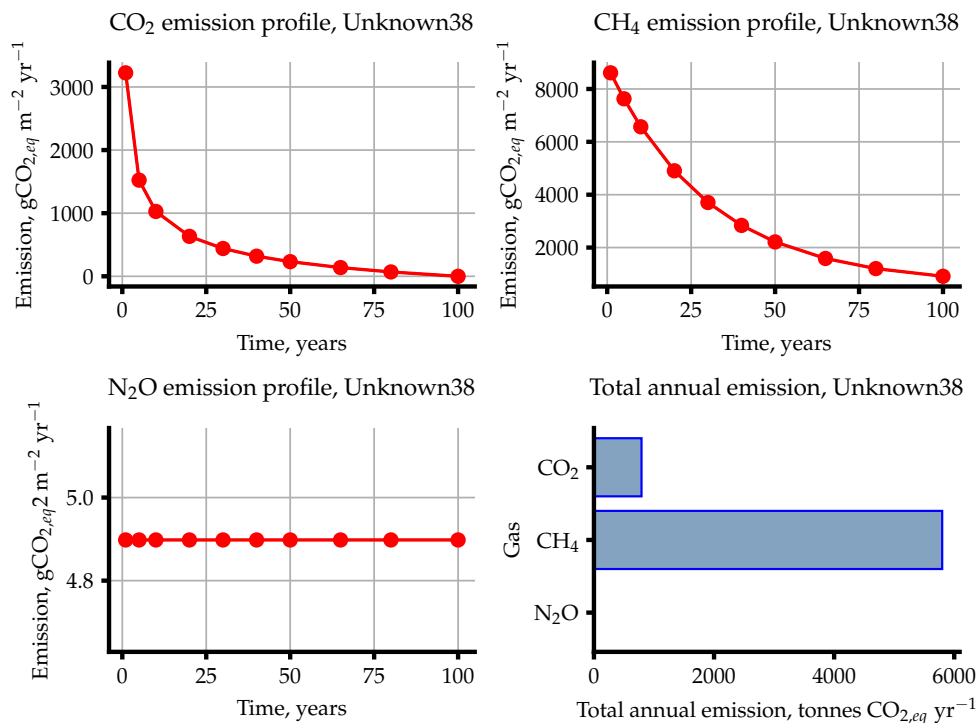 CO₂ emission profile, Unknown38
Emission, gCO₂,eq m⁻² yr⁻¹
3000
2000
1000
0
0 25 50 75 100
Time, years
CH₄ emission profile, Unknown38
Emission, gCO₂,eq m⁻² yr⁻¹
8000
6000
4000
2000
0 25 50 75 100
Time, years
N₂O emission profile, Unknown38
Emission, gCO₂,eq2 m⁻² yr⁻¹
5.0
4.8
0 25 50 75 100
Time, years
Total annual emission, Unknown38
Gas
CO₂
CH₄
N₂O
0 2000 4000 6000
Total annual emission, tonnes CO₂,eq yr⁻¹